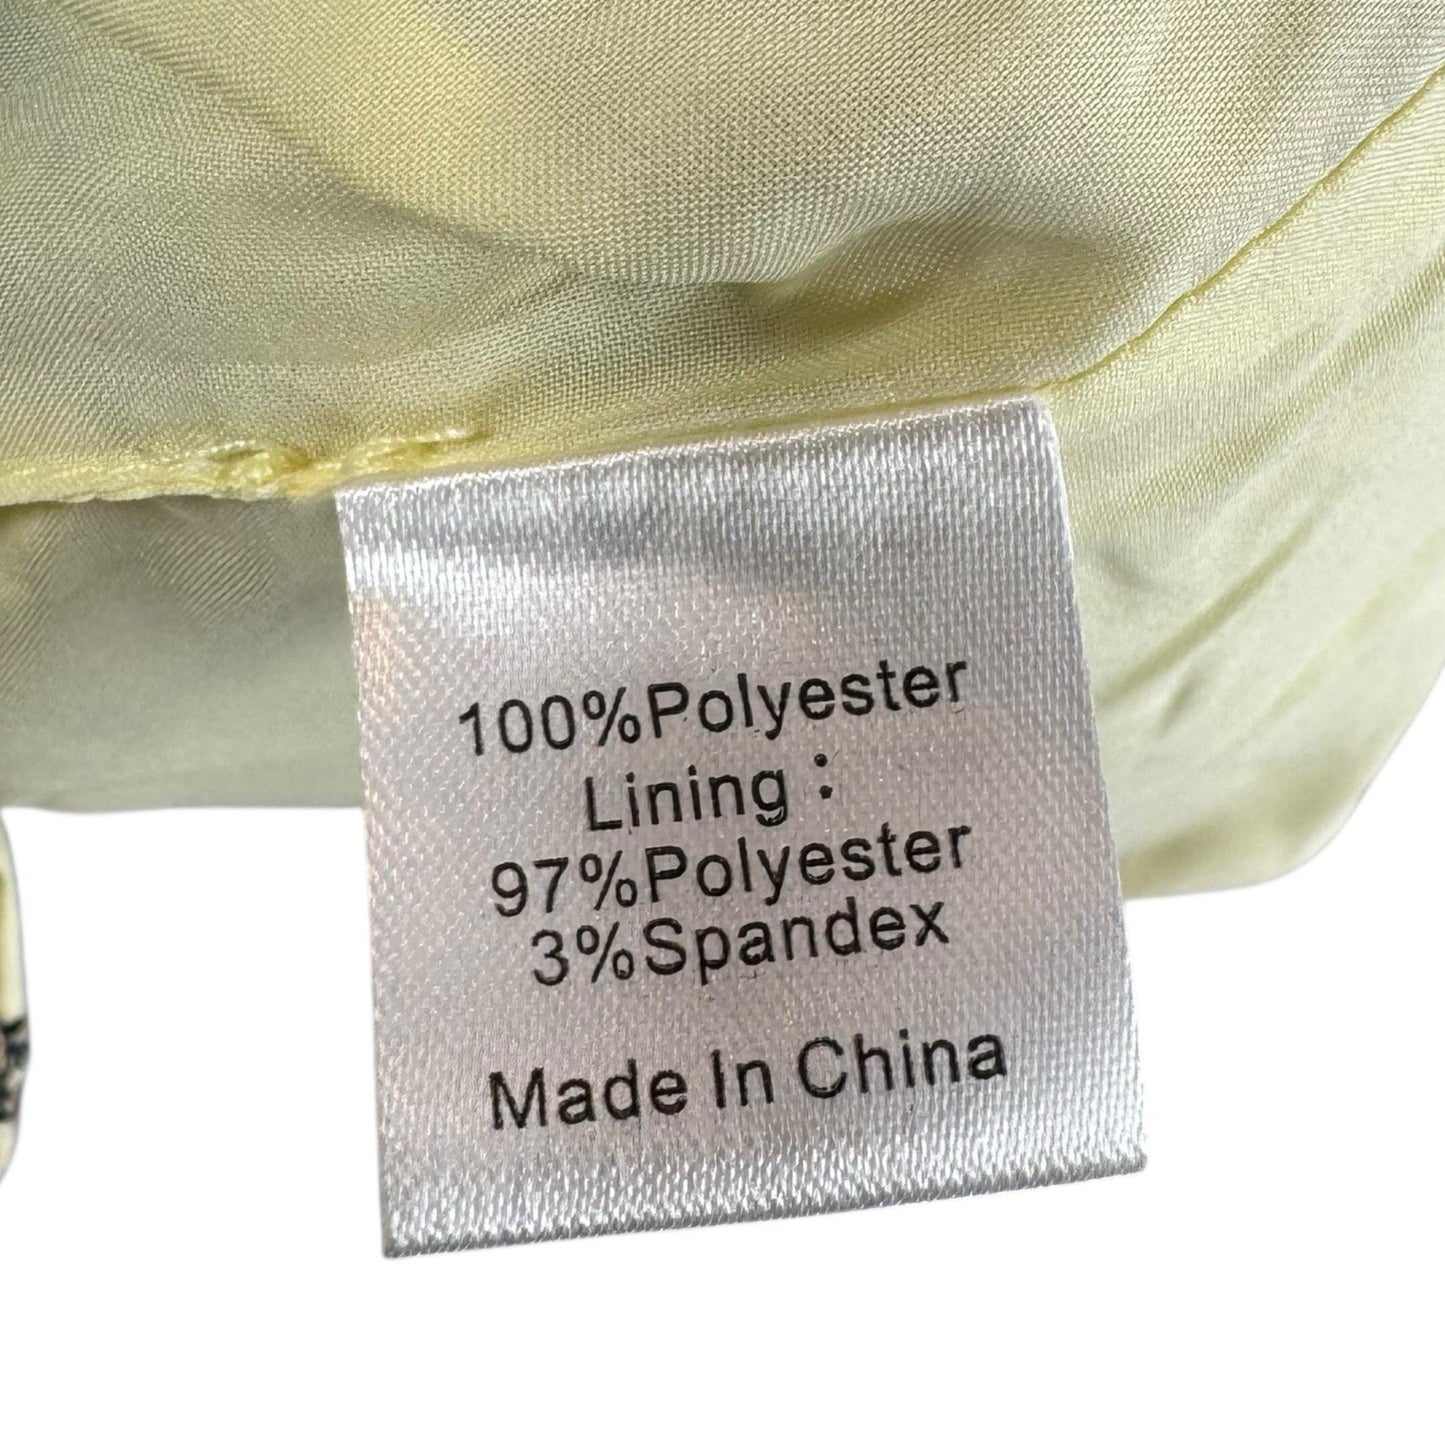 100%Polyester
Lining:
97%Polyester
3%Spandex
Made In China